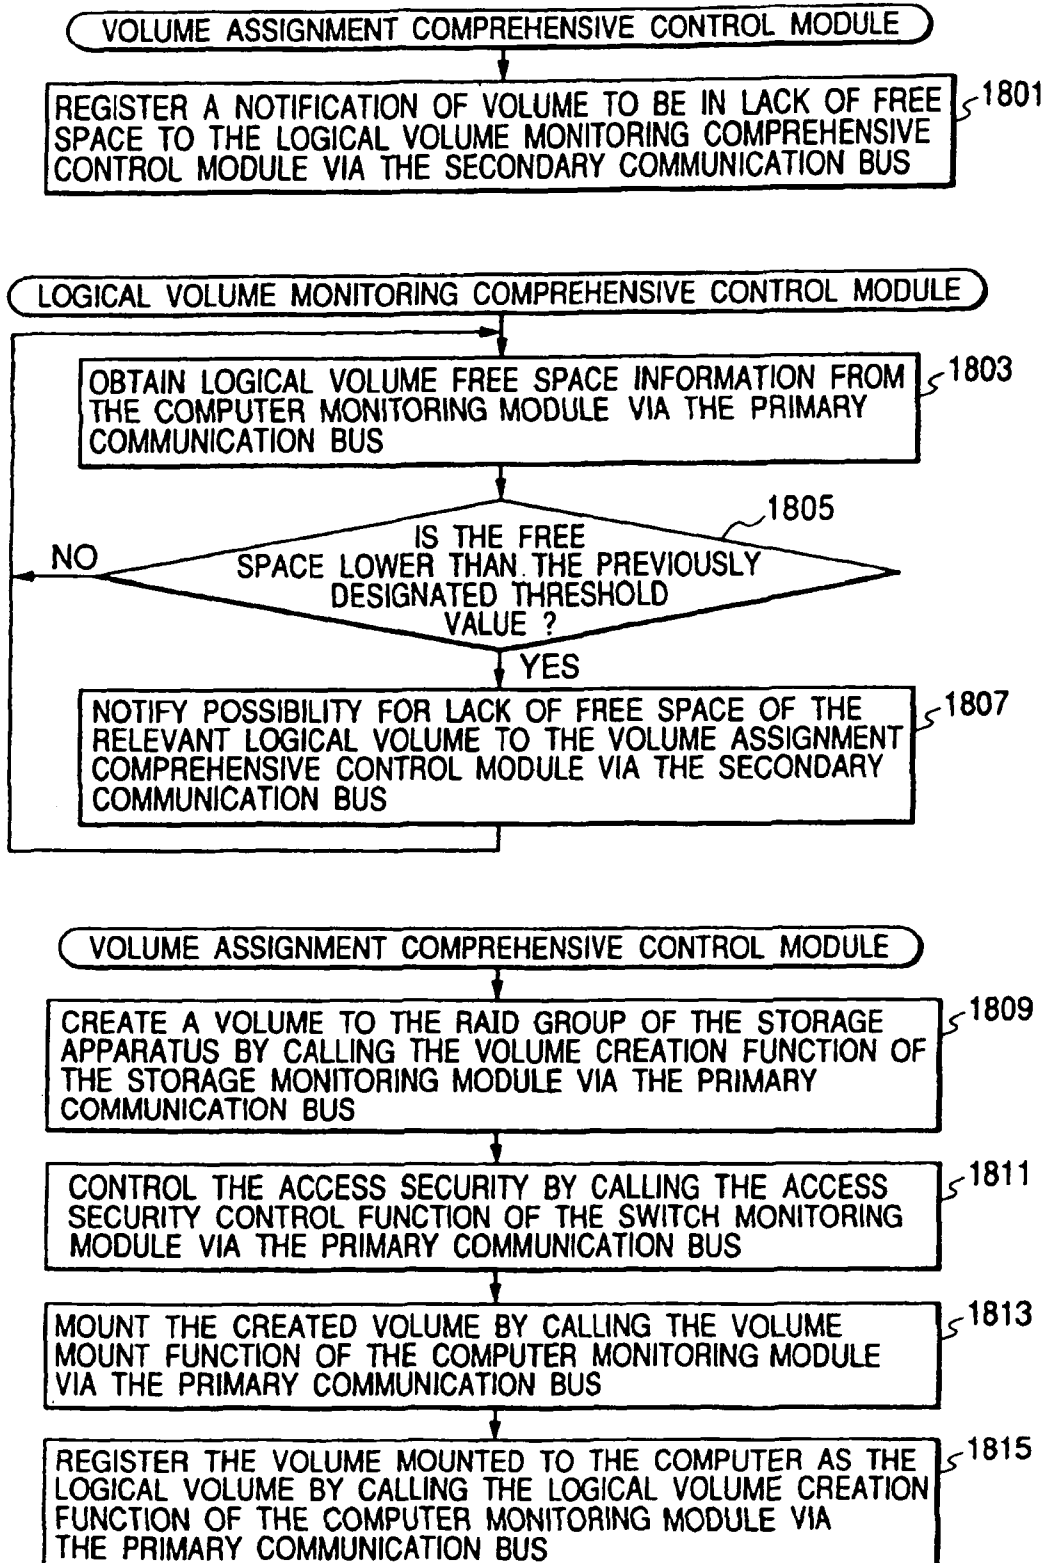 VOLUME ASSIGNMENT COMPREHENSIVE CONTROL MODULE
REGISTER A NOTIFICATION OF VOLUME TO BE IN LACK OF FREE
SPACE TO THE LOGICAL VOLUME MONITORING COMPREHENSIVE
CONTROL MODULE VIA THE SECONDARY COMMUNICATION BUS
1801
LOGICAL VOLUME MONITORING COMPREHENSIVE CONTROL MODULE
OBTAIN LOGICAL VOLUME FREE SPACE INFORMATION FROM
THE COMPUTER MONITORING MODULE VIA THE PRIMARY
COMMUNICATION BUS
1803
1805
IS THE FREE
SPACE LOWER THAN THE PREVIOUSLY
DESIGNATED THRESHOLD
VALUE ?
NO
YES
NOTIFY POSSIBILITY FOR LACK OF FREE SPACE OF THE
RELEVANT LOGICAL VOLUME TO THE VOLUME ASSIGNMENT
COMPREHENSIVE CONTROL MODULE VIA THE SECONDARY
COMMUNICATION BUS
1807
VOLUME ASSIGNMENT COMPREHENSIVE CONTROL MODULE
CREATE A VOLUME TO THE RAID GROUP OF THE STORAGE
APPARATUS BY CALLING THE VOLUME CREATION FUNCTION OF
THE STORAGE MONITORING MODULE VIA THE PRIMARY
COMMUNICATION BUS
1809
CONTROL THE ACCESS SECURITY BY CALLING THE ACCESS
SECURITY CONTROL FUNCTION OF THE SWITCH MONITORING
MODULE VIA THE PRIMARY COMMUNICATION BUS
1811
MOUNT THE CREATED VOLUME BY CALLING THE VOLUME
MOUNT FUNCTION OF THE COMPUTER MONITORING MODULE
VIA THE PRIMARY COMMUNICATION BUS
1813
REGISTER THE VOLUME MOUNTED TO THE COMPUTER AS THE
LOGICAL VOLUME BY CALLING THE LOGICAL VOLUME CREATION
FUNCTION OF THE COMPUTER MONITORING MODULE VIA
THE PRIMARY COMMUNICATION BUS
1815